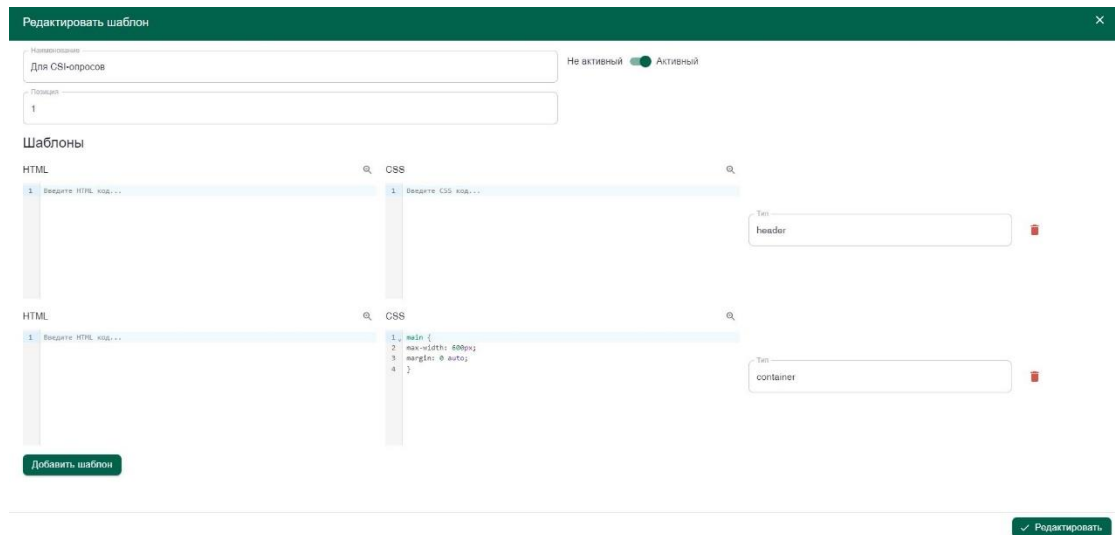 Редактировать шаблон
Наименование
Для CSI-опросов
Не активный Активный
Позиция
1
Шаблоны
HTML CSS
1 Введите HTML код... 1 Введите CSS код...
Тип
header
HTML CSS
1 Введите HTML код... 1 main {
2 max-width: 600px;
3 margin: 0 auto;
4 }
Тип
container
Добавить шаблон
Редактировать